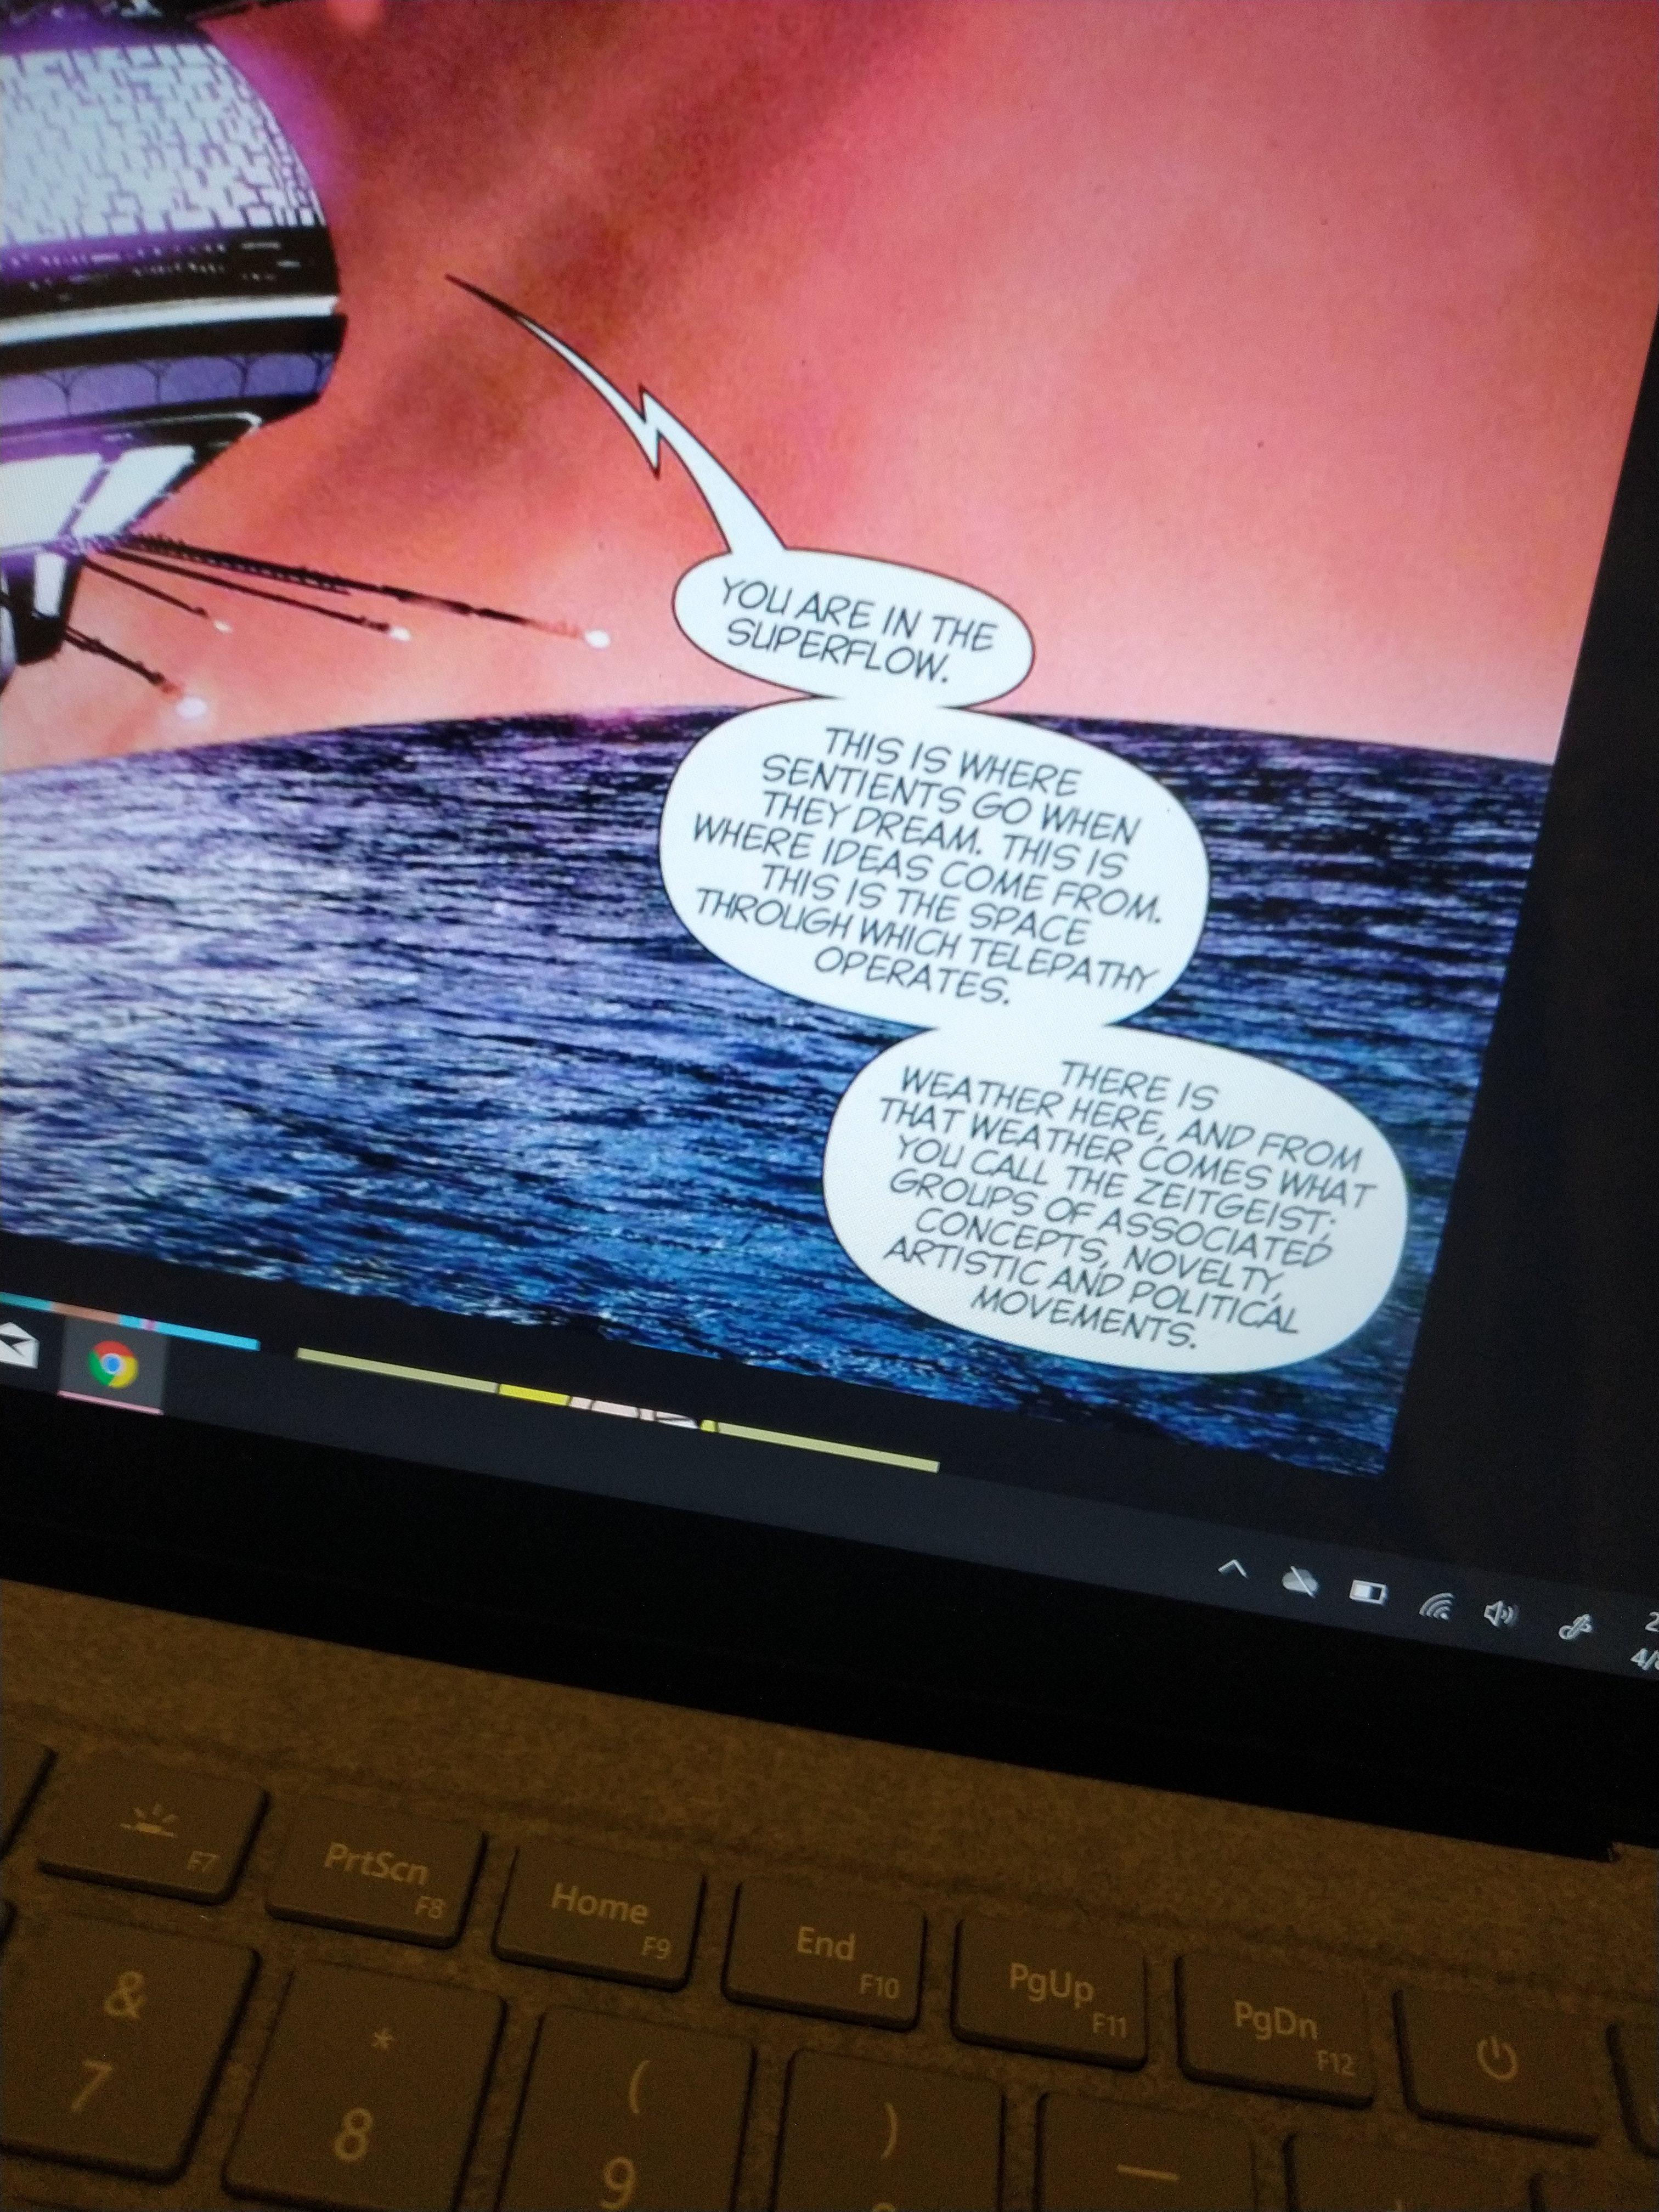 YOU ARE IN THE
SUPERFLOW.
THIS IS WHERE
SENTIENTS GO WHEN
THEY DREAM. THIS IS
WHERE IDEAS COME FROM.
THIS IS THE SPACE
THROUGH WHICH TELEPATHY
OPERATES.
THERE IS
WEATHER HERE, AND FROM
THAT WEATHER COMES WHAT
YOU CALL THE ZEITGEIST;
GROUPS OF ASSOCIATED
CONCEPTS, NOVELTY,
ARTISTIC AND POLITICAL
MOVEMENTS.
2
4/
F7
PrtScn
F8
Home
F9
End
F10
PgUp
F11
PgDn
F12
&
7
*
8
(
9
)
—